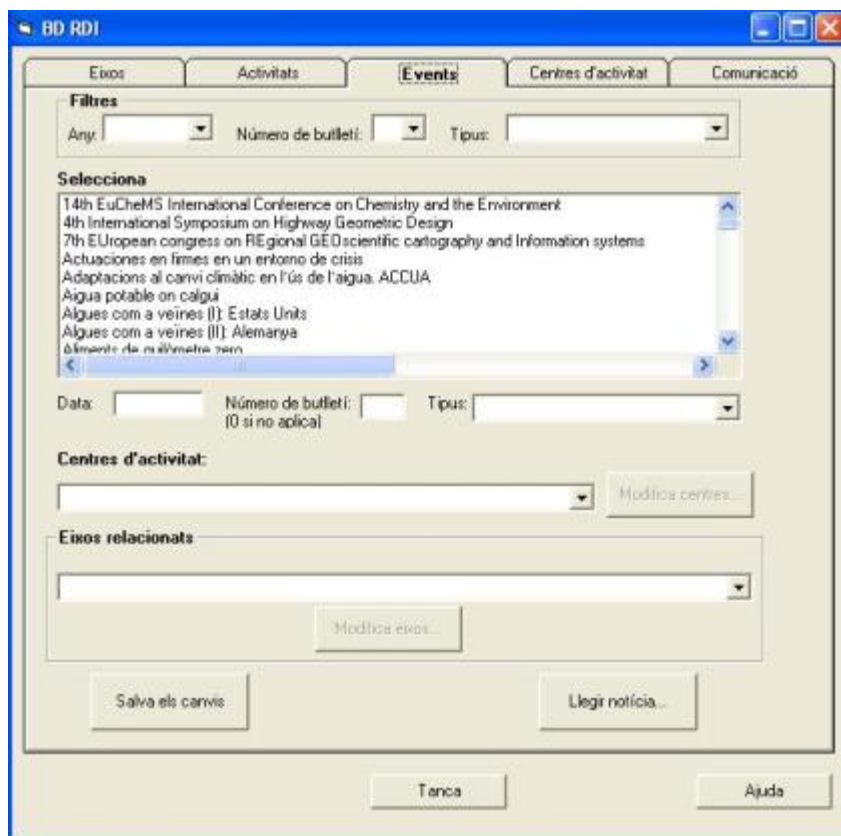 BD RDI
Eixos Activitats Events Centres d'activitat Comunicació
Filtres
Any: Número de butlletí: Tipus:
Selecciona
14th EuCheMS International Conference on Chemistry and the Environment
4th International Symposium on Highway Geometric Design
7th EUropean congress on REgional GEOscientific cartography and Information systems
Actuaciones en firmes en un entorno de crisis
Adaptacions al canvi climàtic en l'ús de l'aigua. ACCUA
Aigua potable on calgui
Algues com a veïnes (I): Estats Units
Algues com a veïnes (II): Alemanya
Aliments de quilòmetre zero
Data: Número de butlletí: Tipus:
(0 si no aplica)
Centres d'activitat:
Modifica centres...
Eixos relacionats
Modifica eixos...
Salva els canvis Llegir notícia...
Tanca Ajuda